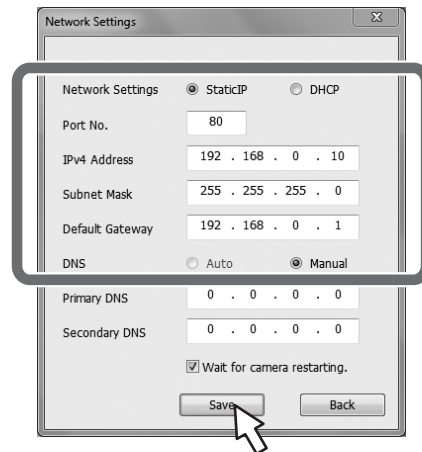 Network Settings
Network Settings StaticIP DHCP
Port No. 80
IPv4 Address 192 . 168 . 0 . 10
Subnet Mask 255 . 255 . 255 . 0
Default Gateway 192 . 168 . 0 . 1
DNS Auto Manual
Primary DNS 0 . 0 . 0 . 0
Secondary DNS 0 . 0 . 0 . 0
Wait for camera restarting.
Save Back